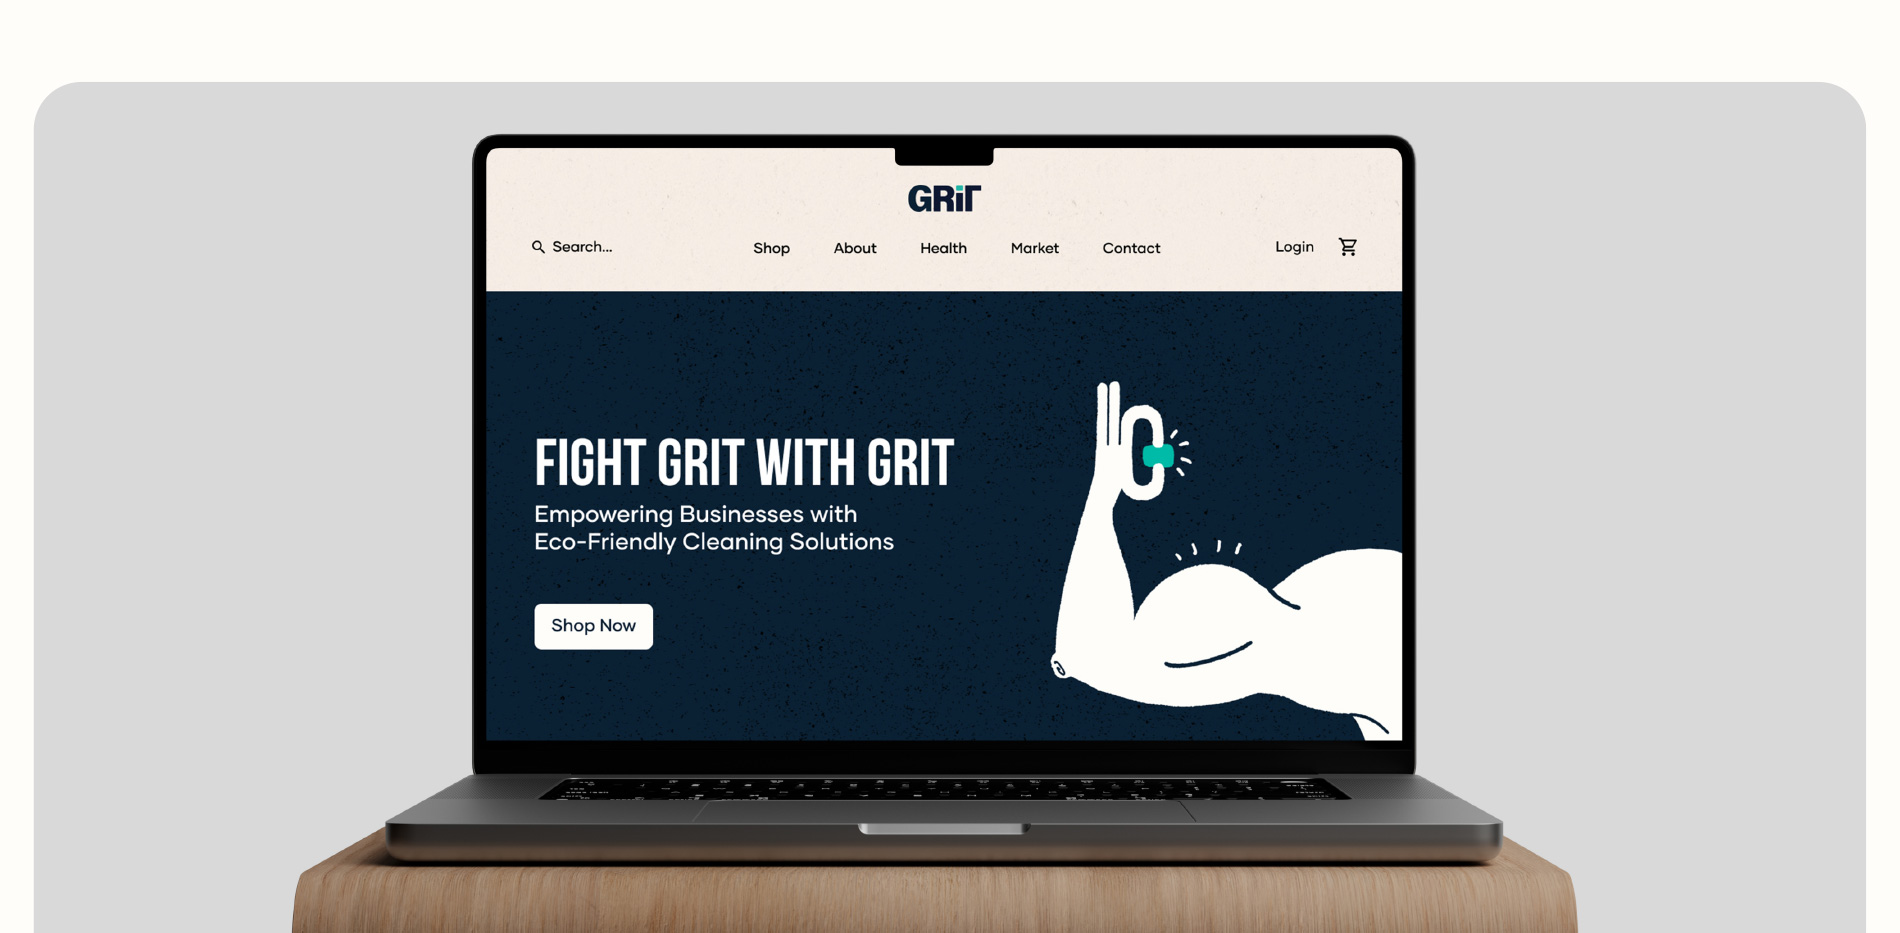 GRiT
Search...
Shop About Health Market Contact
Login
FIGHT GRIT WITH GRIT
Empowering Businesses with
Eco-Friendly Cleaning Solutions
Shop Now